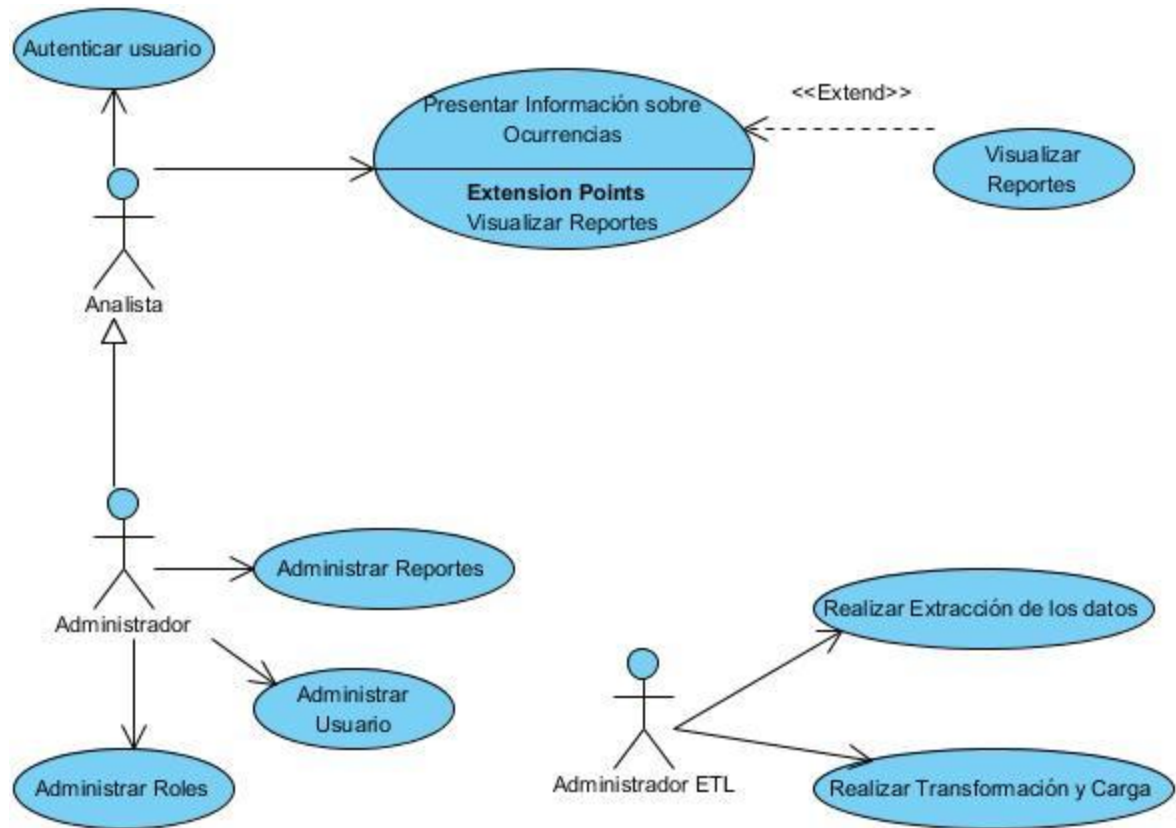 Autenticar usuario
Presentar Información sobre
Ocurrencias
<<Extend>>
Extension Points
Visualizar Reportes
Visualizar
Reportes
Analista
Administrar Reportes
Administrador
Administrar
Usuario
Administrar Roles
Realizar Extracción de los datos
Administrador ETL
Realizar Transformación y Carga